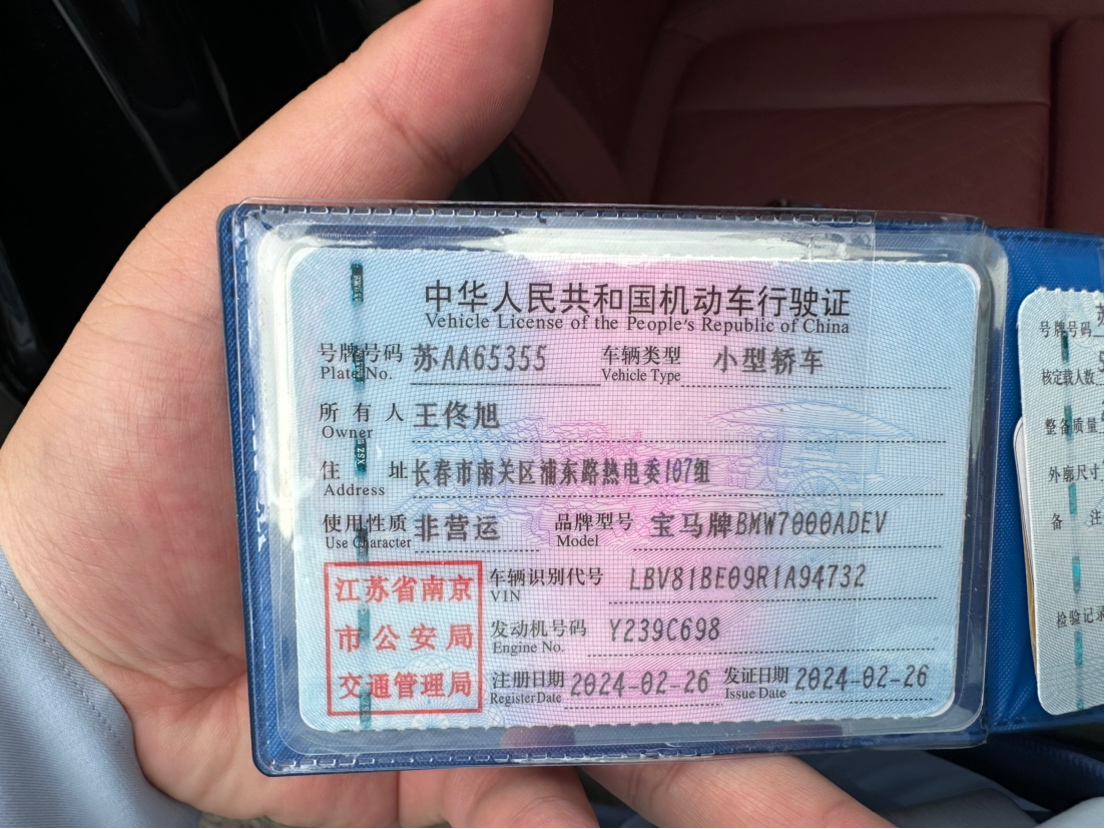 中华人民共和国机动车行驶证
Vehicle License of the People's Republic of China
号牌号码 苏AA65355 车辆类型 小型轿车
Plate No. Vehicle Type
所有人 王佟旭
Owner
住址 长春市南关区浦东路热电委107组
Address
使用性质 非营运 品牌型号 宝马牌BMW7000ADEV
Use Character Model
江苏省南京
市公安局
交通管理局
车辆识别代号 LBV81BE09R1A94732
VIN
发动机号码 Y239C698
Engine No.
注册日期 2024-02-26 发证日期 2024-02-26
Register Date Issue Date
号牌号码
核定载人数
整备质量
外廓尺寸
备注
检验记录